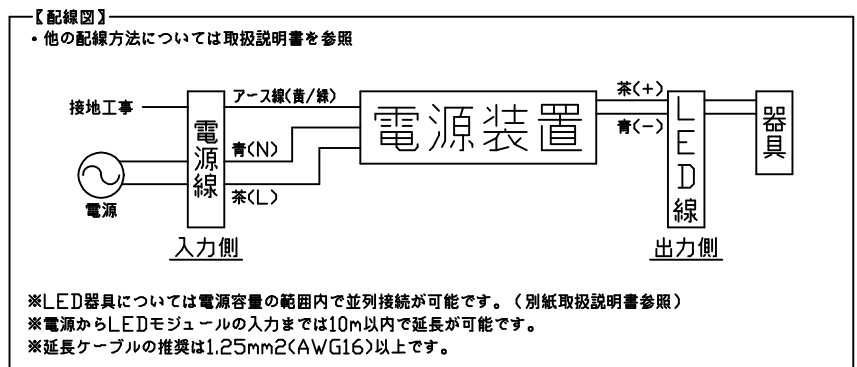 【配線図】
・他の配線方法については取扱説明書を参照
接地工事
アース線(黄/緑)
電源装置
茶(+)
青(-)
電源線
青(N)
茶(L)
電源
LED線
器具
入力側
出力側
※LED器具については電源容量の範囲内で並列接続が可能です。(別紙取扱説明書参照)
※電源からLEDモジュールの入力までは10m以内で延長が可能です。
※延長ケーブルの推奨は1.25mm2(AWG16)以上です。